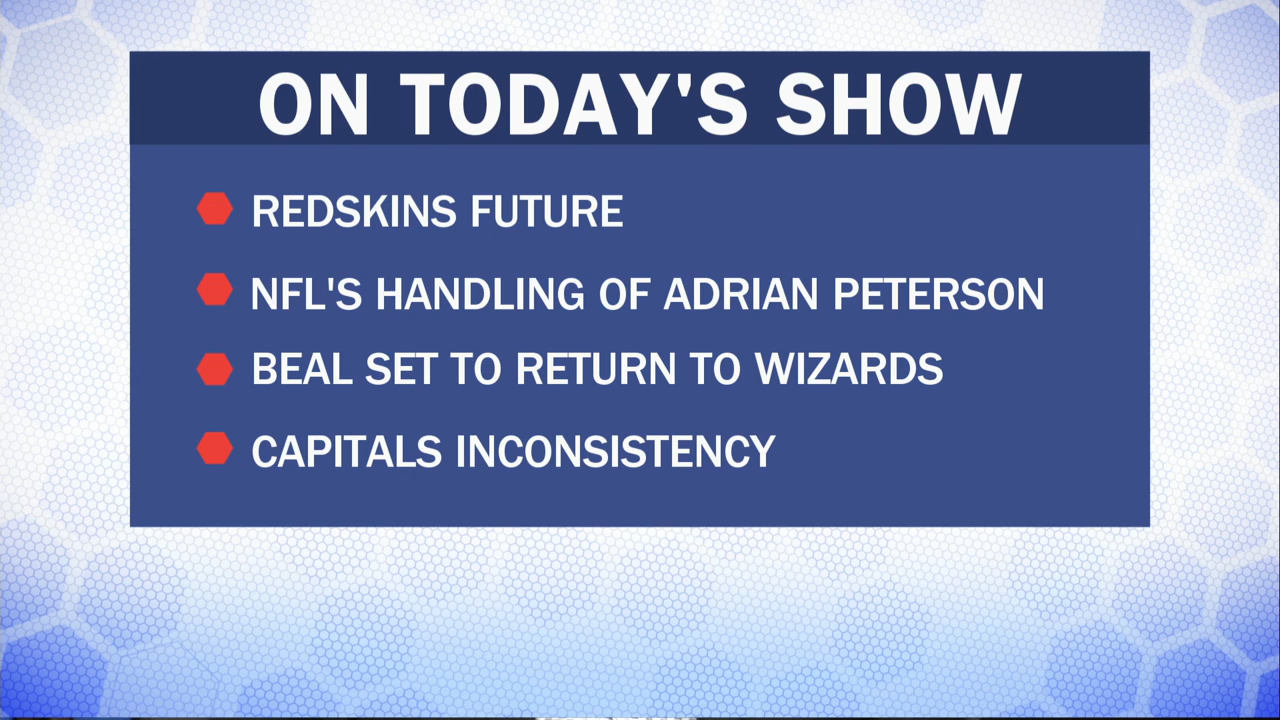 ON TODAY'S SHOW
REDSKINS FUTURE
NFL'S HANDLING OF ADRIAN PETERSON
BEAL SET TO RETURN TO WIZARDS
CAPITALS INCONSISTENCY